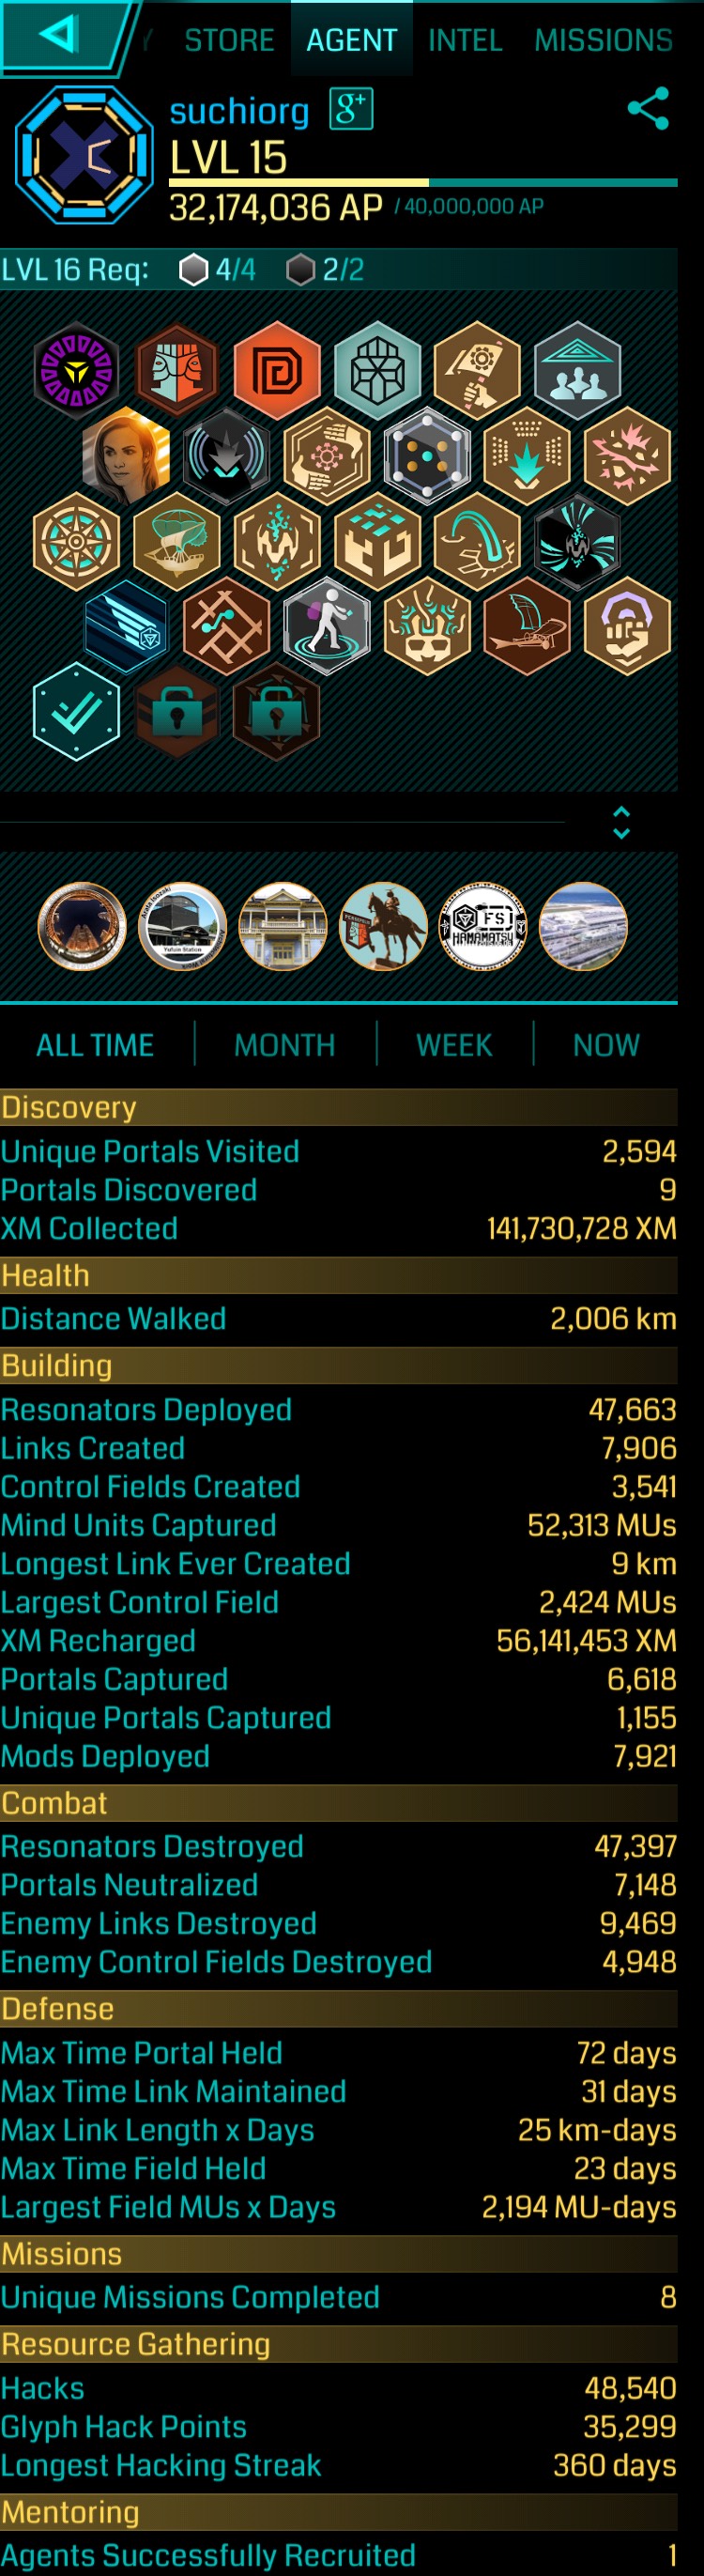 STORE AGENT INTEL MISSIONS
suchiorg g+
LVL 15
32,174,036 AP / 40,000,000 AP
LVL 16 Req: 4/4 2/2
Yufuin Station
FS
HAMAMATSU
ALL TIME MONTH WEEK NOW
Discovery
Unique Portals Visited 2,594
Portals Discovered 9
XM Collected 141,730,728 XM
Health
Distance Walked 2,006 km
Building
Resonators Deployed 47,663
Links Created 7,906
Control Fields Created 3,541
Mind Units Captured 52,313 MUs
Longest Link Ever Created 9 km
Largest Control Field 2,424 MUs
XM Recharged 56,141,453 XM
Portals Captured 6,618
Unique Portals Captured 1,155
Mods Deployed 7,921
Combat
Resonators Destroyed 47,397
Portals Neutralized 7,148
Enemy Links Destroyed 9,469
Enemy Control Fields Destroyed 4,948
Defense
Max Time Portal Held 72 days
Max Time Link Maintained 31 days
Max Link Length x Days 25 km-days
Max Time Field Held 23 days
Largest Field MUs x Days 2,194 MU-days
Missions
Unique Missions Completed 8
Resource Gathering
Hacks 48,540
Glyph Hack Points 35,299
Longest Hacking Streak 360 days
Mentoring
Agents Successfully Recruited 1